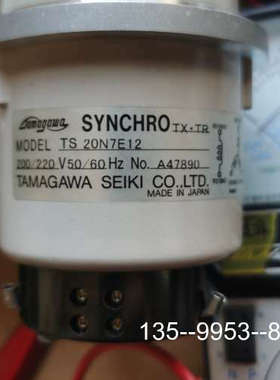 Tamagawa SYNCHRO TX·TR
MODEL TS 20N7E12
200/220 V 50/60 Hz No. A47890
TAMAGAWA SEIKI CO.,LTD.
MADE IN JAPAN
135--9953--8